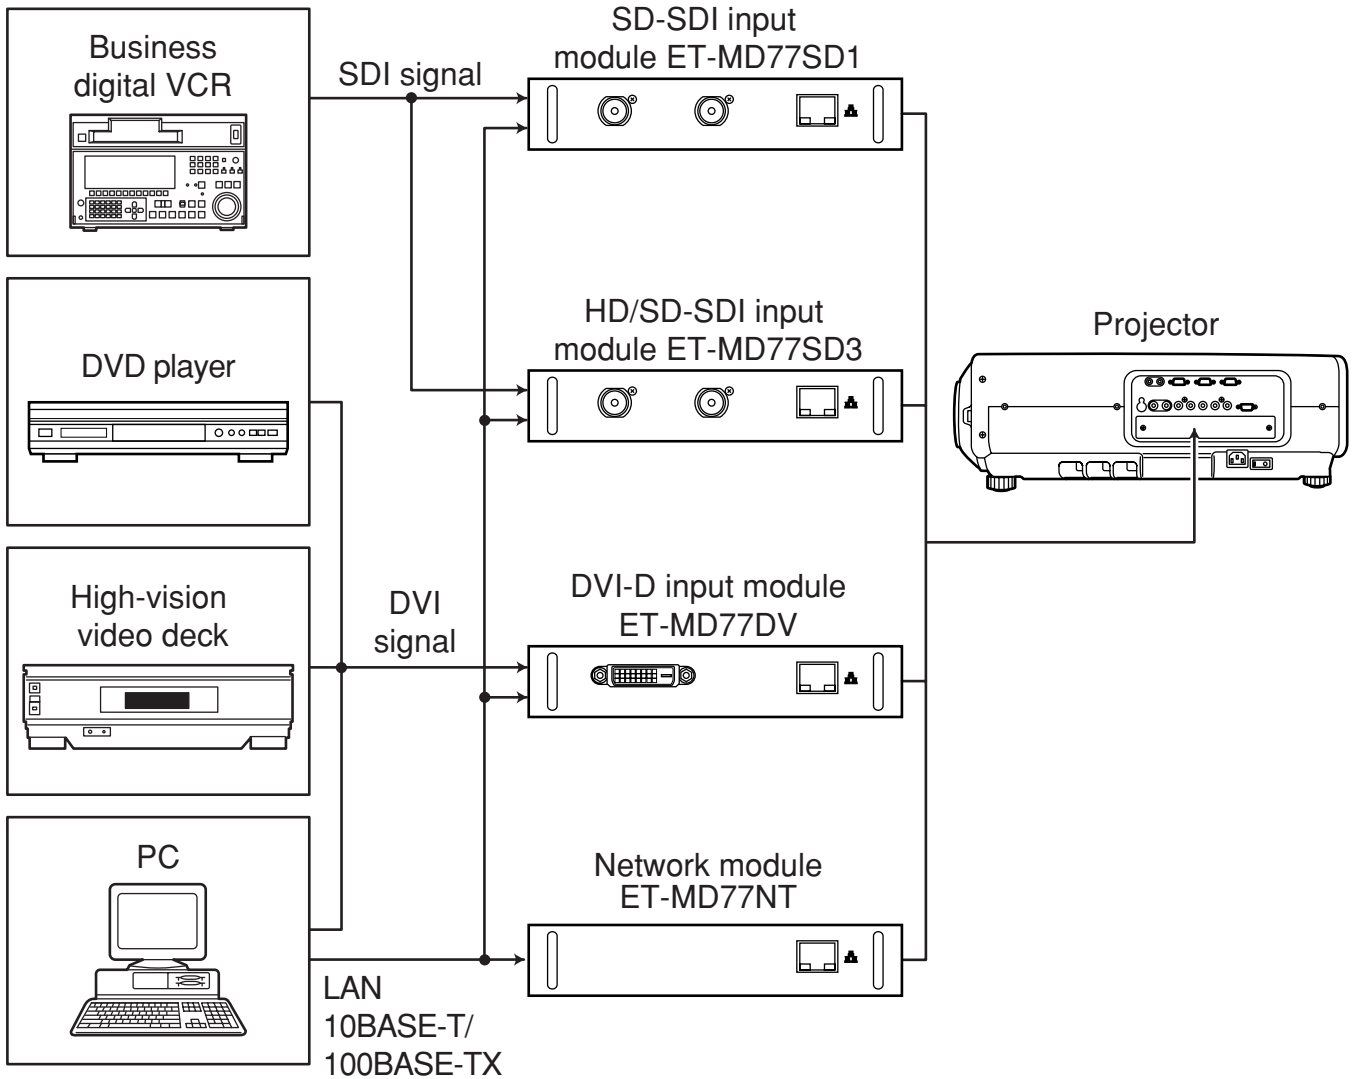 Business
digital VCR
SDI signal
SD-SDI input
module ET-MD77SD1
DVD player
HD/SD-SDI input
module ET-MD77SD3
Projector
High-vision
video deck
DVI
signal
DVI-D input module
ET-MD77DV
PC
Network module
ET-MD77NT
LAN
10BASE-T/
100BASE-TX